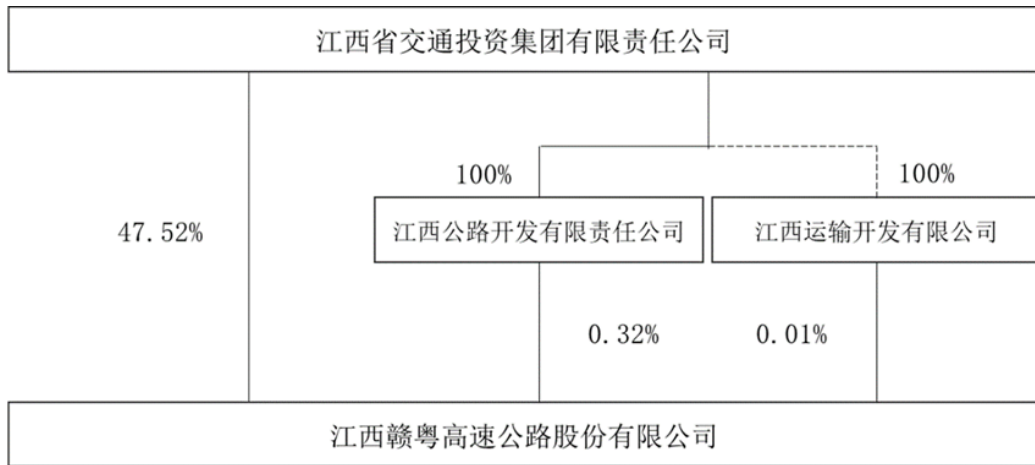 江西省交通投资集团有限责任公司
100%
100%
47.52%
江西公路开发有限责任公司
江西运输开发有限公司
0.32%
0.01%
江西赣粤高速公路股份有限公司